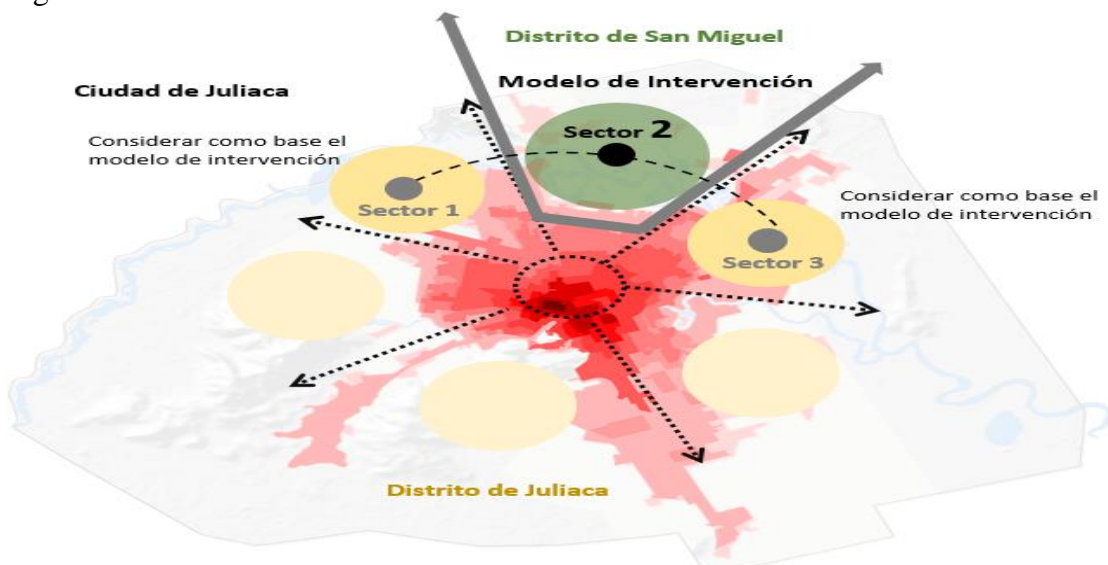 Distrito de San Miguel
Modelo de Intervención
Ciudad de Juliaca
Sector 2
Considerar como base el
modelo de intervención
Sector 1
Considerar como base el
modelo de intervención
Sector 3
Distrito de Juliaca